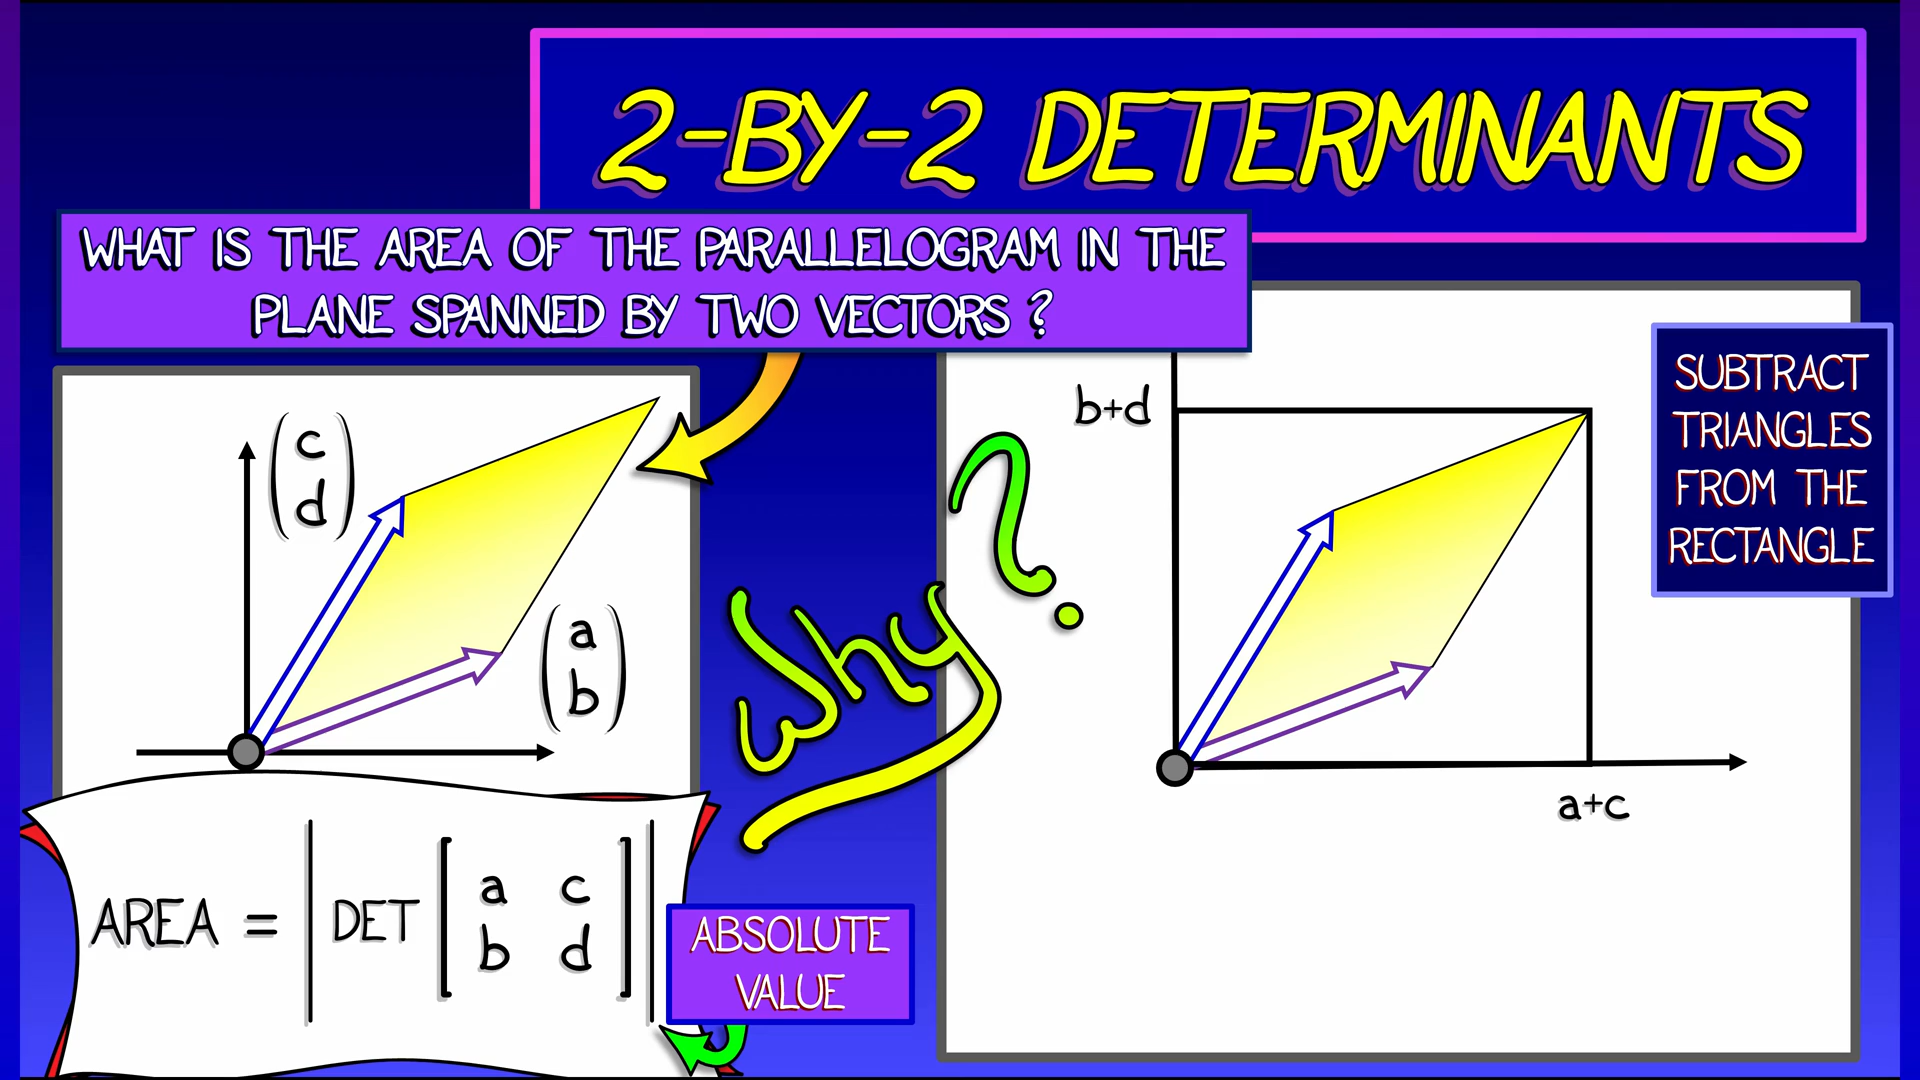 2-BY-2 DETERMINANTS
WHAT IS THE AREA OF THE PARALLELOGRAM IN THE
PLANE SPANNED BY TWO VECTORS ?
c
d
a
b
Why?
AREA = | DET [ a c
b d ] |
ABSOLUTE
VALUE
b+d
a+c
SUBTRACT
TRIANGLES
FROM THE
RECTANGLE